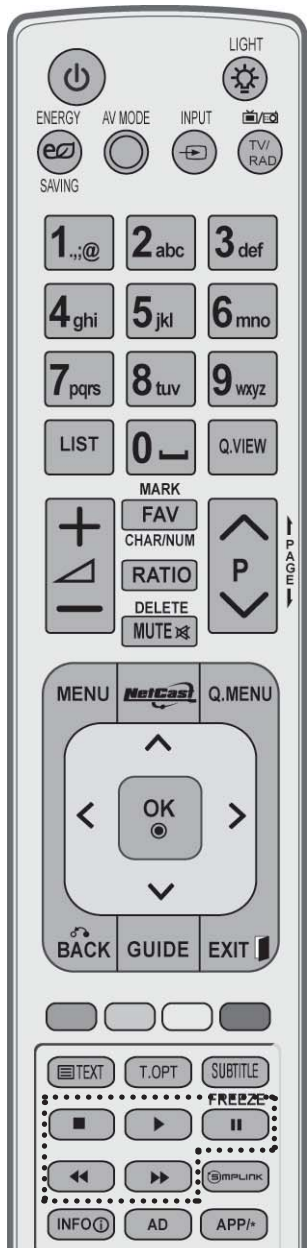 LIGHT
ENERGY AV MODE INPUT
TV/
RAD
SAVING
1.,;@ 2abc 3def
4ghi 5jkl 6mno
7pqrs 8tuv 9wxyz
LIST 0 Q.VIEW
MARK
FAV
CHAR/NUM
P
PAGE
RATIO
DELETE
MUTE
MENU NetCast Q.MENU
OK
BACK GUIDE EXIT
TEXT T.OPT SUBTITLE
FREEZE
SIMPLINK
INFO AD APP/*